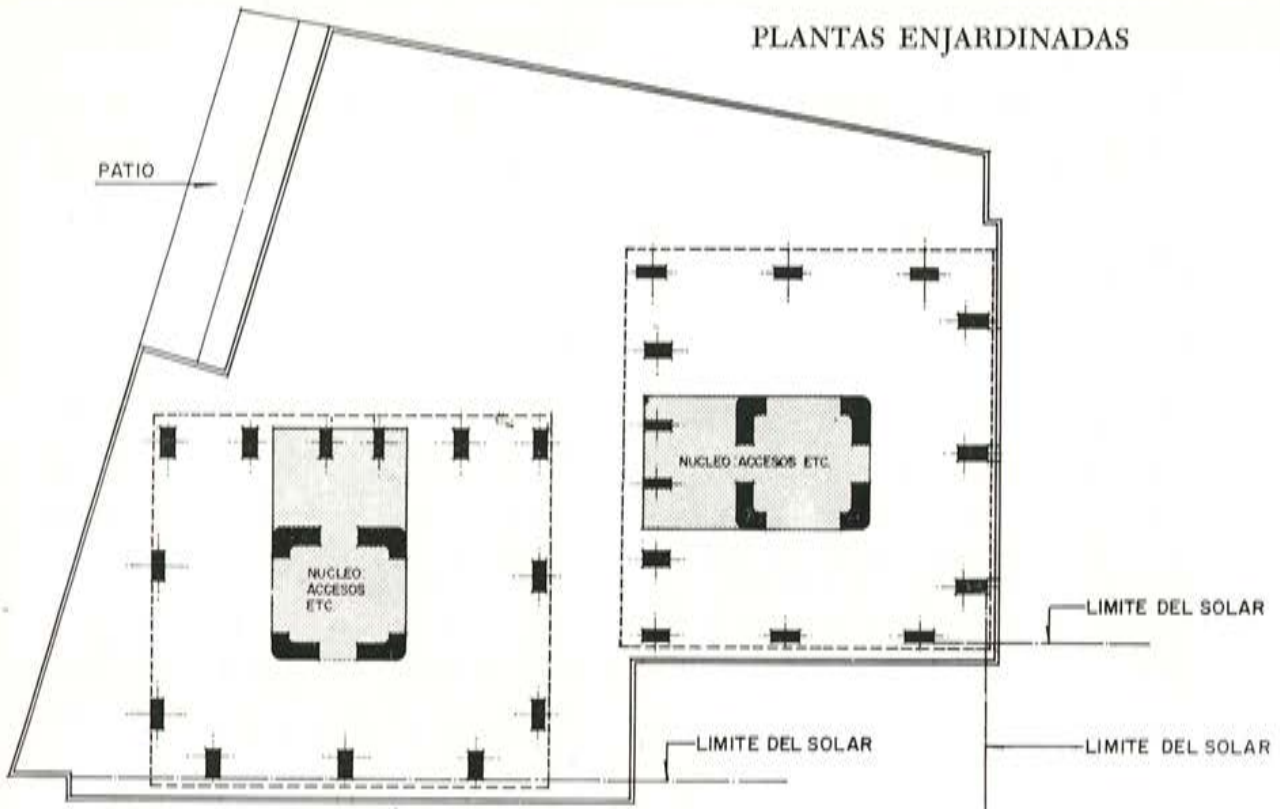 PLANTAS ENJARDINADAS
PATIO
NUCLEO ACCESOS ETC.
NUCLEO
ACCESOS
ETC
LIMITE DEL SOLAR
LIMITE DEL SOLAR
LIMITE DEL SOLAR